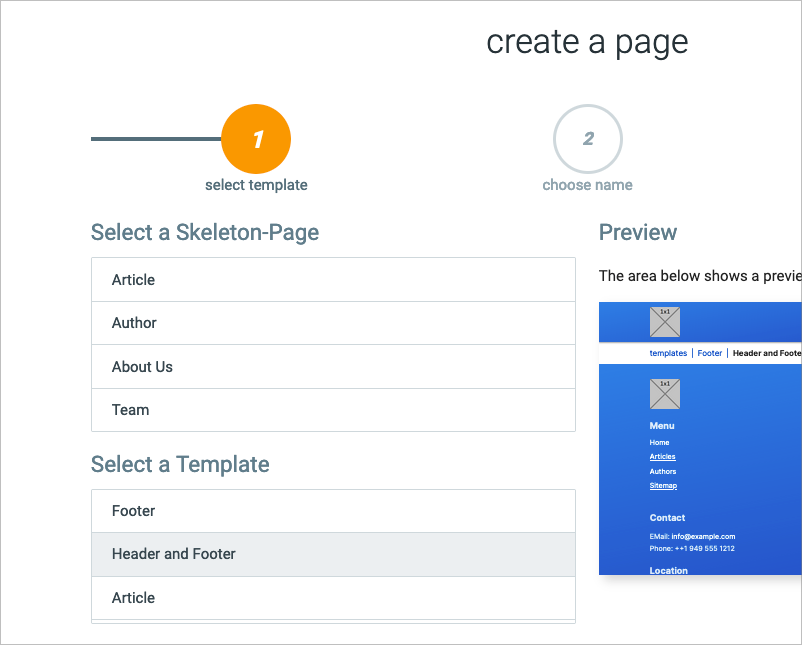 create a page
1
select template
2
choose name
Select a Skeleton-Page
Article
Author
About Us
Team
Select a Template
Footer
Header and Footer
Article
Preview
The area below shows a previe
1x1
templates | Footer | Header and Foote
1x1
Menu
Home
Articles
Authors
Sitemap
Contact
EMail: info@example.com
Phone: ++1 949 555 1212
Location